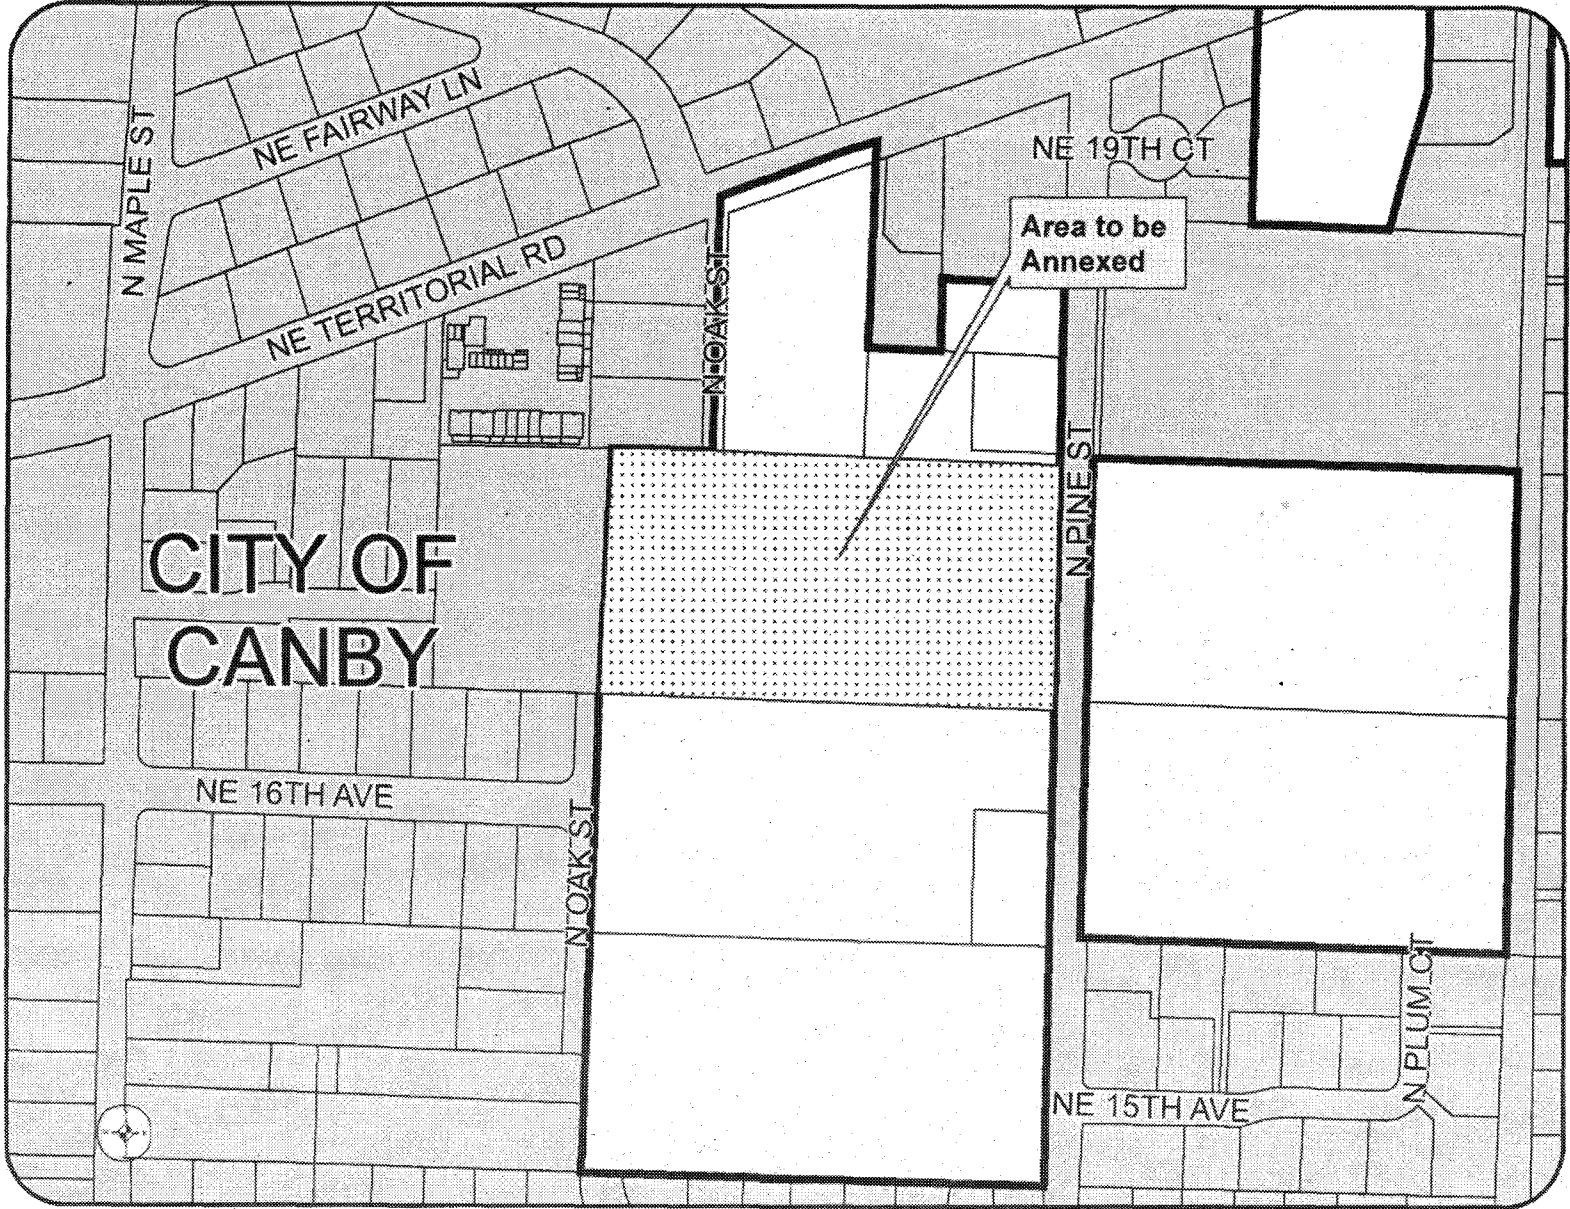 NE FAIRWAY LN
N MAPLE ST
NE 19TH CT
Area to be
Annexed
NE TERRITORIAL RD
N OAK ST
N PINE ST
CITY OF
CANBY
NE 16TH AVE
N OAK ST
N PLUM CT
NE 15TH AVE